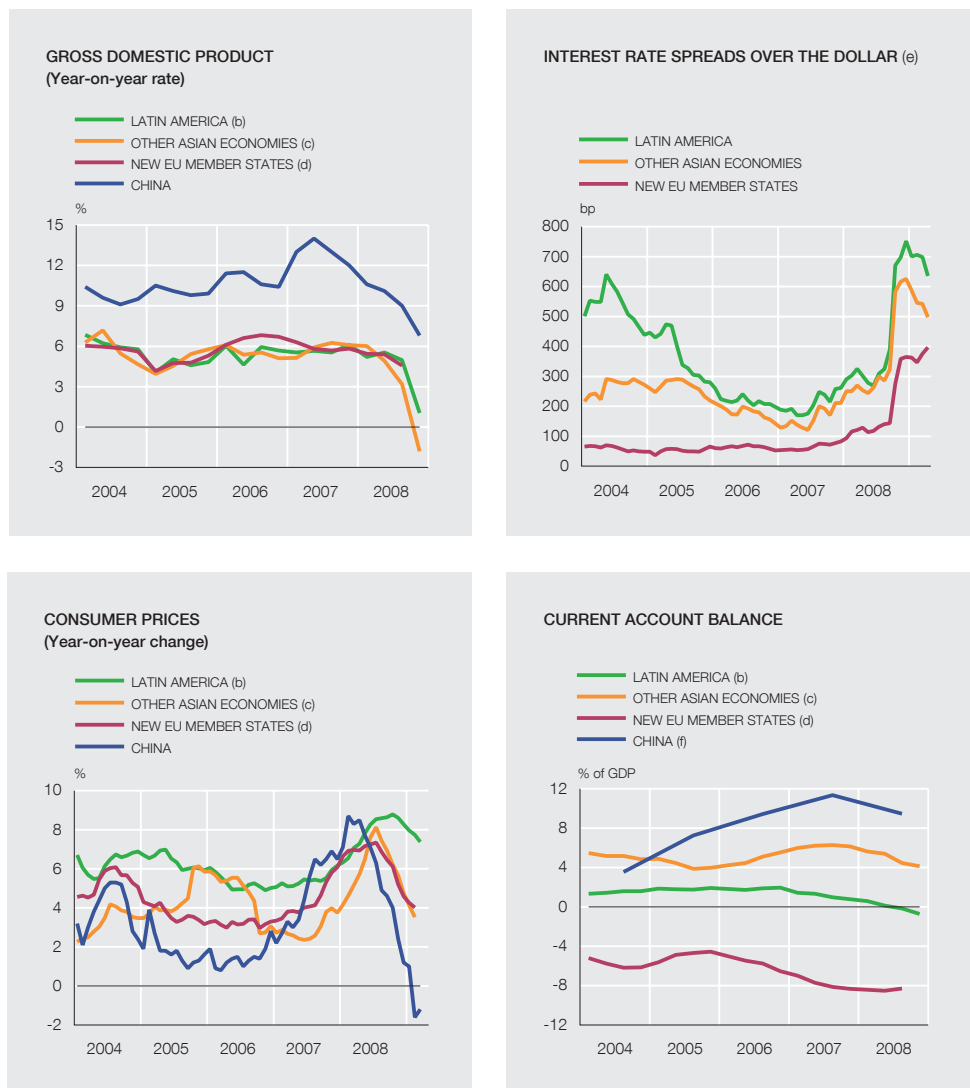 GROSS DOMESTIC PRODUCT
(Year-on-year rate)
LATIN AMERICA (b)
OTHER ASIAN ECONOMIES (c)
NEW EU MEMBER STATES (d)
CHINA
%
15
12
9
6
3
0
-3
2004 2005 2006 2007 2008
INTEREST RATE SPREADS OVER THE DOLLAR (e)
LATIN AMERICA
OTHER ASIAN ECONOMIES
NEW EU MEMBER STATES
bp
800
700
600
500
400
300
200
100
0
2004 2005 2006 2007 2008
CONSUMER PRICES
(Year-on-year change)
LATIN AMERICA (b)
OTHER ASIAN ECONOMIES (c)
NEW EU MEMBER STATES (d)
CHINA
%
10
8
6
4
2
0
-2
2004 2005 2006 2007 2008
CURRENT ACCOUNT BALANCE
LATIN AMERICA (b)
OTHER ASIAN ECONOMIES (c)
NEW EU MEMBER STATES (d)
CHINA (f)
% of GDP
12
8
4
0
-4
-8
-12
2004 2005 2006 2007 2008